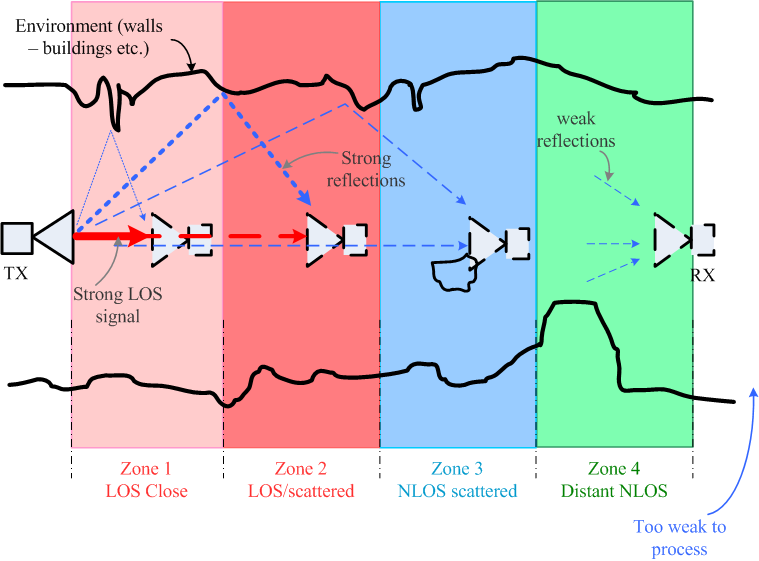 Environment (walls
– buildings etc.)
weak
reflections
Strong
reflections
TX
Strong LOS
signal
RX
Zone 1
LOS Close
Zone 2
LOS/scattered
Zone 3
NLOS scattered
Zone 4
Distant NLOS
Too weak to
process